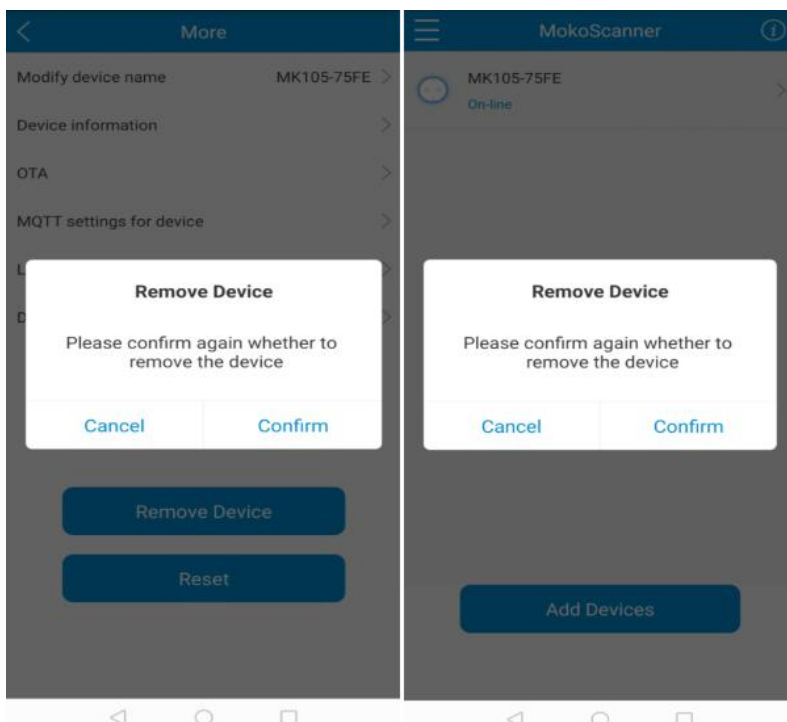 More
Modify device name MK105-75FE
Device information
OTA
MQTT settings for device
L
D
Remove Device
Please confirm again whether to
remove the device
Cancel Confirm
Remove Device
Reset
MokoScanner
MK105-75FE
On-line
Remove Device
Please confirm again whether to
remove the device
Cancel Confirm
Add Devices